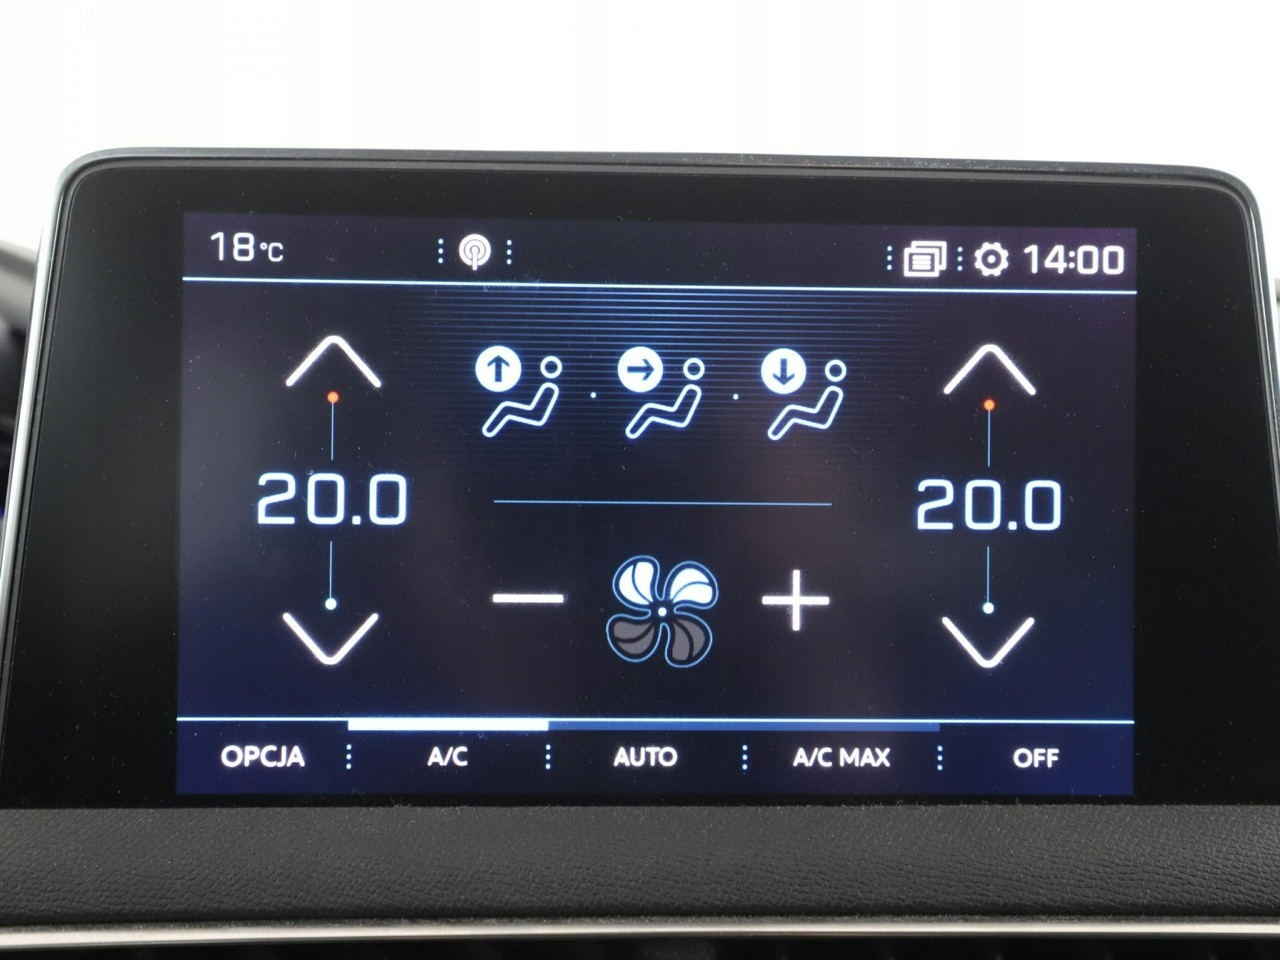 18°C 14:00
20.0 20.0
OPCJA A/C AUTO A/C MAX OFF